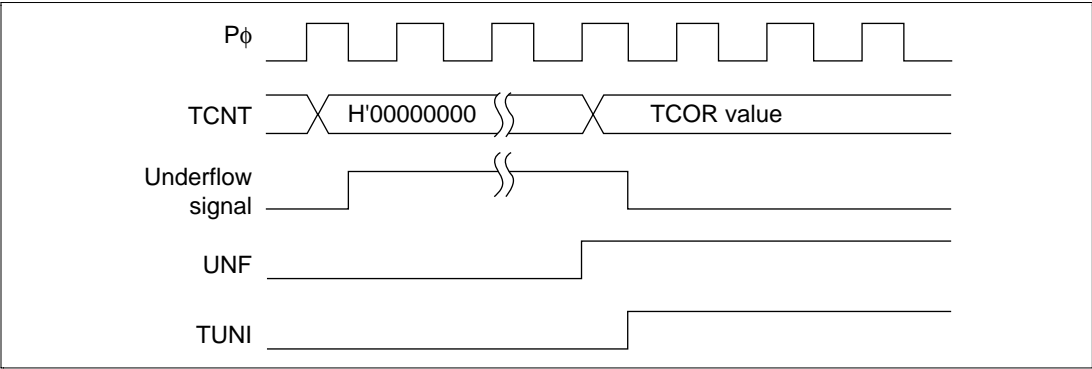 Pϕ
TCNT
H'00000000
TCOR value
Underflow
signal
UNF
TUNI